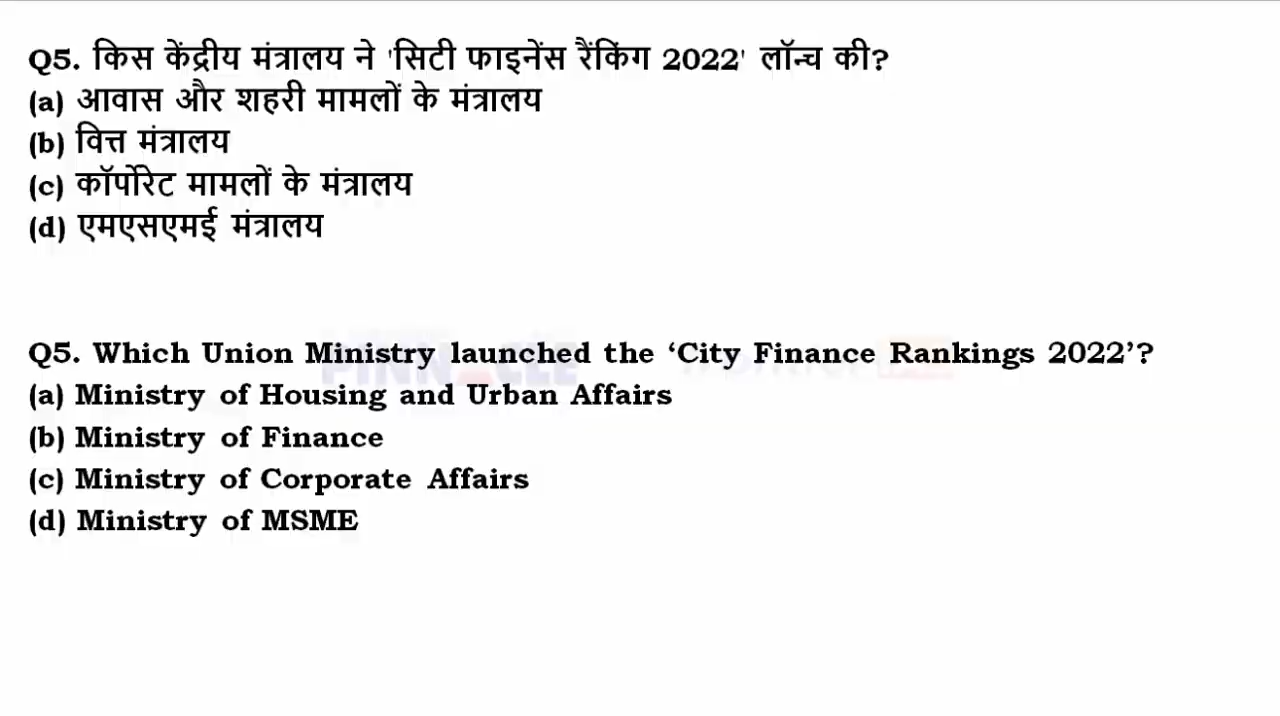 Q5. किस केंद्रीय मंत्रालय ने 'सिटी फाइनेंस रैंकिंग 2022' लॉन्च की?
(a) आवास और शहरी मामलों के मंत्रालय
(b) वित्त मंत्रालय
(c) कॉर्पोरेट मामलों के मंत्रालय
(d) एमएसएमई मंत्रालय
Q5. Which Union Ministry launched the ‘City Finance Rankings 2022’?
(a) Ministry of Housing and Urban Affairs
(b) Ministry of Finance
(c) Ministry of Corporate Affairs
(d) Ministry of MSME